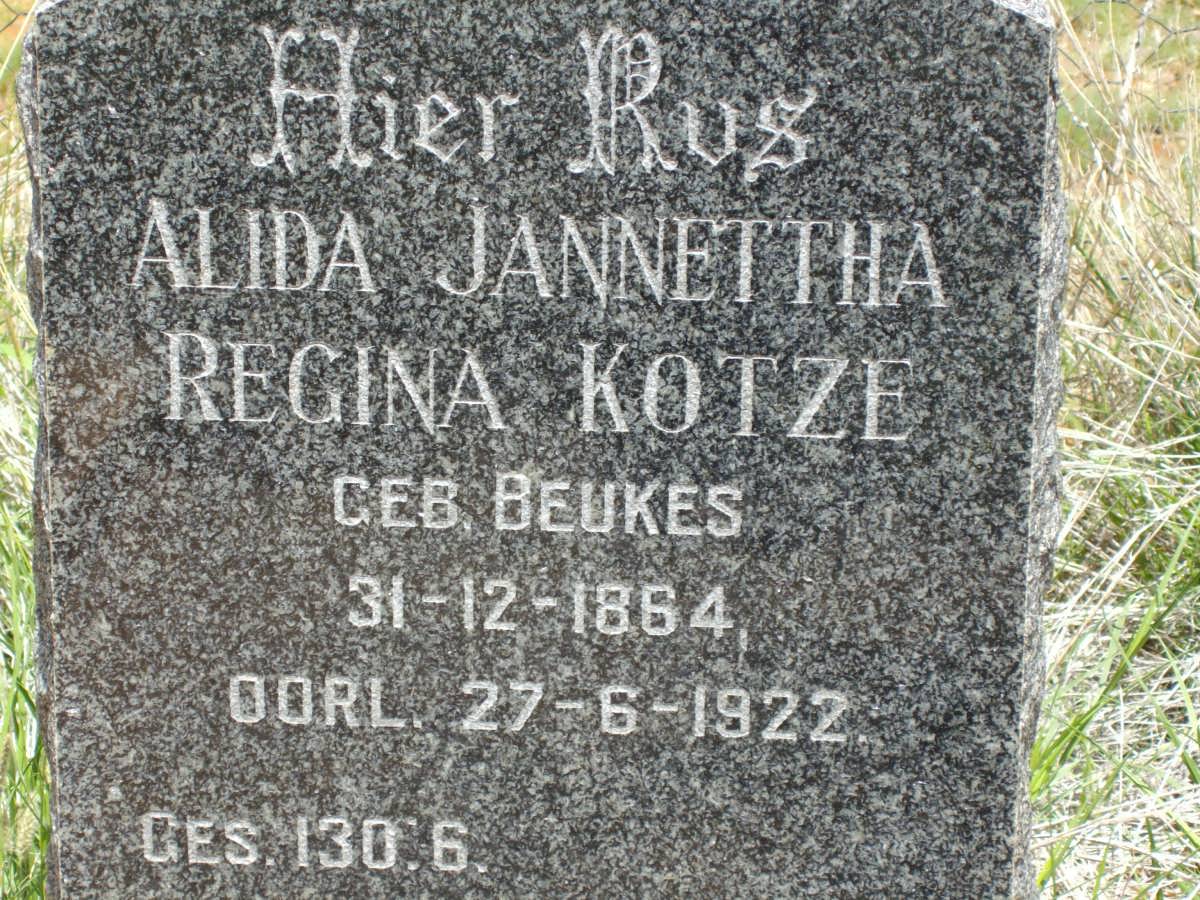 Hier Rus
ALIDA JANNETTHA
REGINA KOTZE
GEB. BEUKES
31-12-1864,
OORL. 27-6-1922.
GES. 130:6.